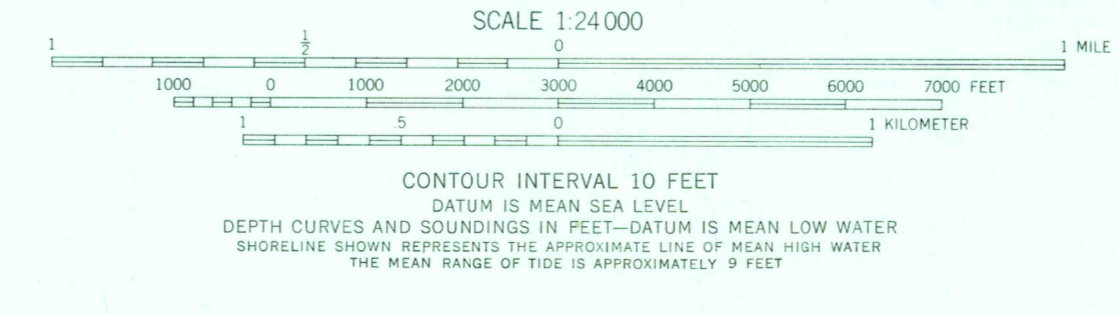 SCALE 1:24 000
1 ½ 0 1 MILE
1000 0 1000 2000 3000 4000 5000 6000 7000 FEET
1 .5 0 1 KILOMETER
CONTOUR INTERVAL 10 FEET
DATUM IS MEAN SEA LEVEL
DEPTH CURVES AND SOUNDINGS IN FEET—DATUM IS MEAN LOW WATER
SHORELINE SHOWN REPRESENTS THE APPROXIMATE LINE OF MEAN HIGH WATER
THE MEAN RANGE OF TIDE IS APPROXIMATELY 9 FEET